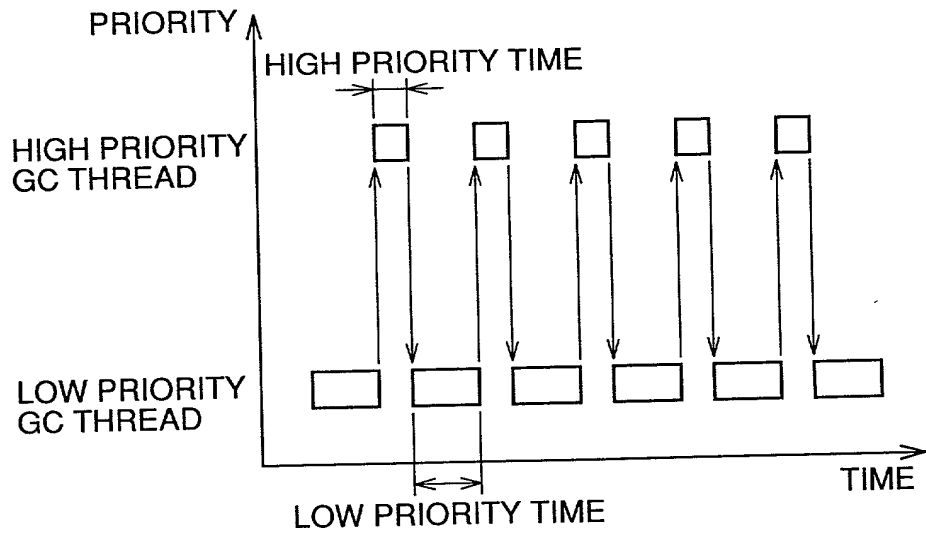 PRIORITY
HIGH PRIORITY TIME
HIGH PRIORITY
GC THREAD
LOW PRIORITY
GC THREAD
TIME
LOW PRIORITY TIME